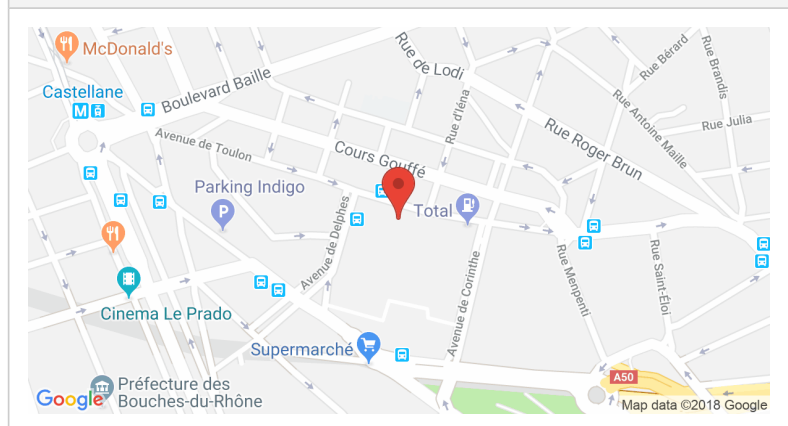 McDonald's
Rue de Lodi
Rue Bérard
Rue Brandis
Castellane
M
Boulevard Baille
Rue d'Iéna
Rue Antoine Maille
Rue Julia
Avenue de Toulon
Cours Gouffé
Rue Roger Brun
Parking Indigo
P
Total
Avenue de Delphes
Avenue de Corinthe
Rue Menpenti
Rue Saint-Éloi
Cinema Le Prado
Supermarché
A50
Préfecture des
Bouches-du-Rhône
Google
Map data ©2018 Google